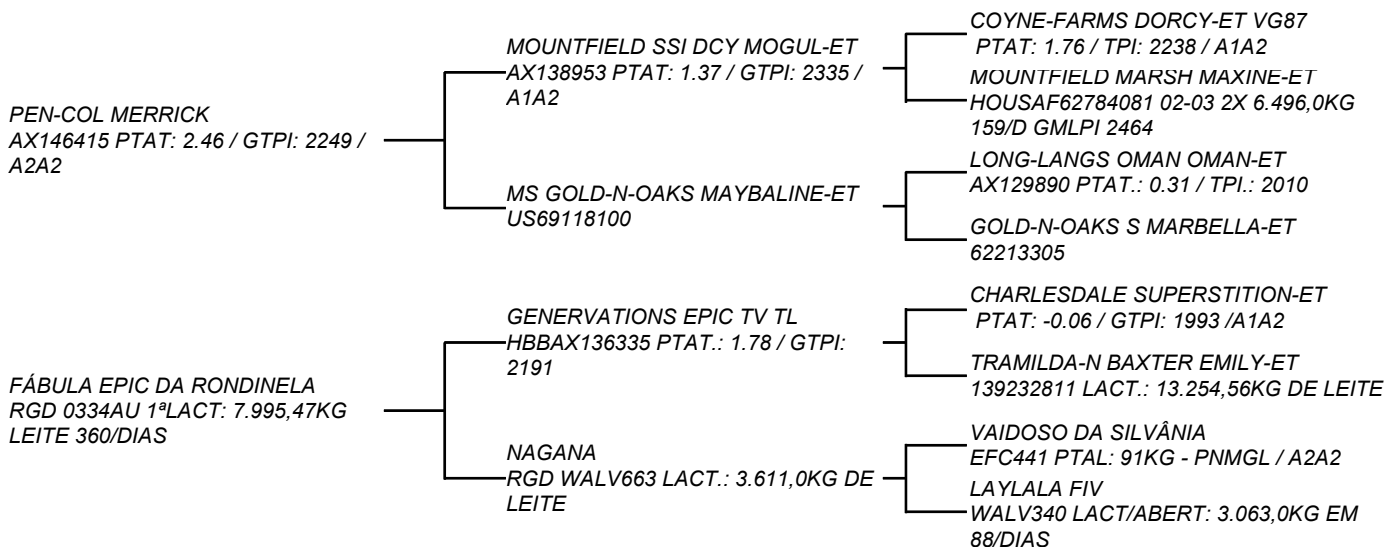 PEN-COL MERRICK
AX146415 PTAT: 2.46 / GTPI: 2249 /
A2A2
FÁBULA EPIC DA RONDINELA
RGD 0334AU 1ªLACT: 7.995,47KG
LEITE 360/DIAS
MOUNTFIELD SSI DCY MOGUL-ET
AX138953 PTAT: 1.37 / GTPI: 2335 /
A1A2
MS GOLD-N-OAKS MAYBALINE-ET
US69118100
GENERVATIONS EPIC TV TL
HBBAX136335 PTAT.: 1.78 / GTPI:
2191
NAGANA
RGD WALV663 LACT.: 3.611,0KG DE
LEITE
COYNE-FARMS DORCY-ET VG87
PTAT: 1.76 / TPI: 2238 / A1A2
MOUNTFIELD MARSH MAXINE-ET
HOUSAF62784081 02-03 2X 6.496,0KG
159/D GMLPI 2464
LONG-LANGS OMAN OMAN-ET
AX129890 PTAT.: 0.31 / TPI.: 2010
GOLD-N-OAKS S MARBELLA-ET
62213305
CHARLESDALE SUPERSTITION-ET
PTAT: -0.06 / GTPI: 1993 /A1A2
TRAMILDA-N BAXTER EMILY-ET
139232811 LACT.: 13.254,56KG DE LEITE
VAIDOSO DA SILVÂNIA
EFC441 PTAL: 91KG - PNMGL / A2A2
LAYLALA FIV
WALV340 LACT/ABERT: 3.063,0KG EM
88/DIAS